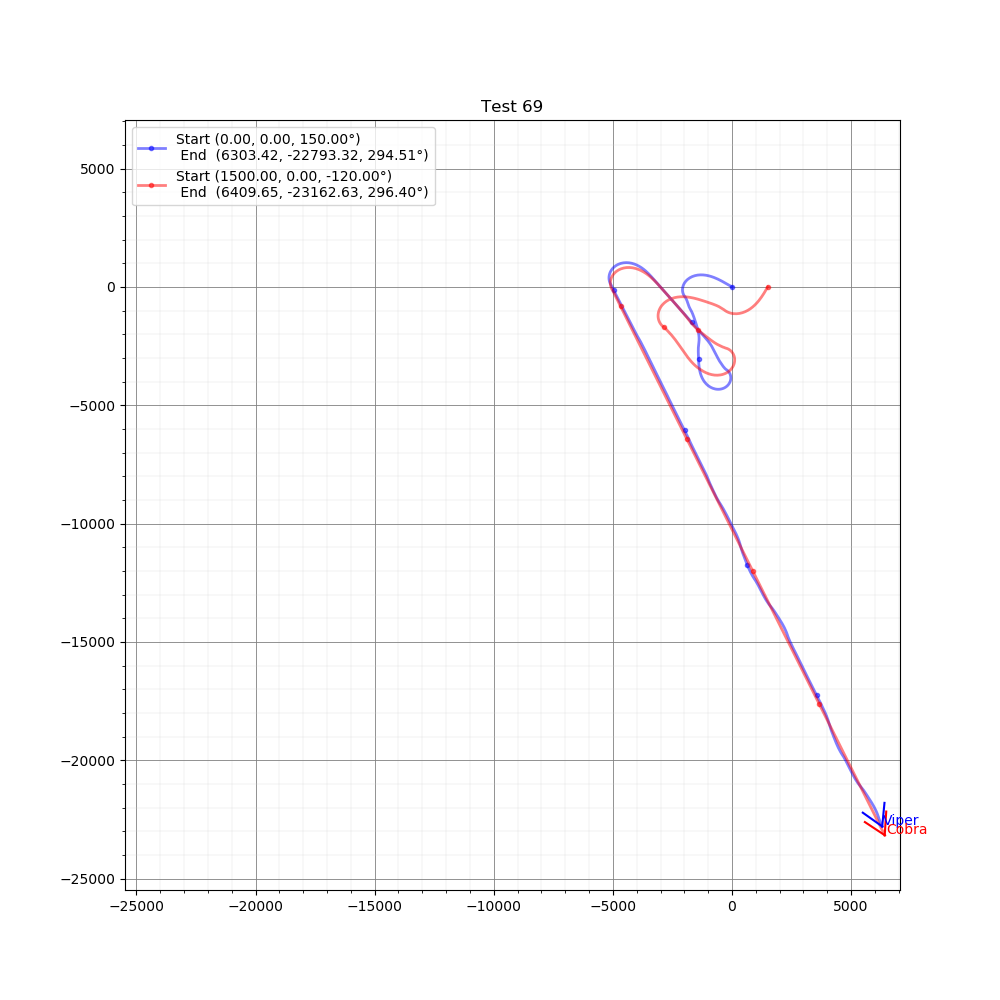 Test 69
Start (0.00, 0.00, 150.00°)
End (6303.42, -22793.32, 294.51°)
Start (1500.00, 0.00, -120.00°)
End (6409.65, -23162.63, 296.40°)
5000
0
−5000
−10000
−15000
−20000
−25000
Viper
Cobra
−25000 −20000 −15000 −10000 −5000 0 5000